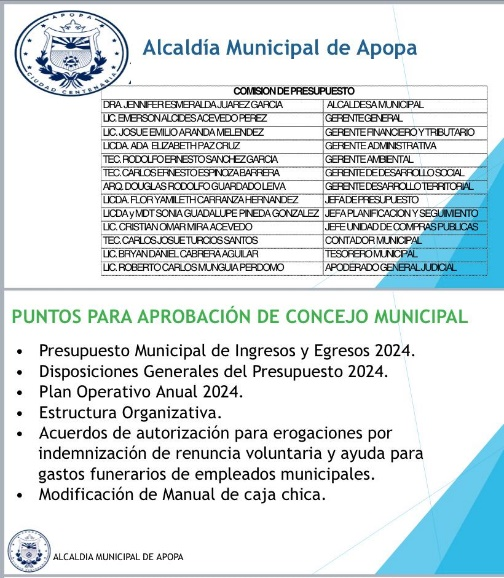 APOPA
CIUDAD CENTENARIA
Alcaldía Municipal de Apopa
COMISION DE PRESUPUESTO
DRA. JENNIFER ESMERALDA JUAREZ GARCIA ALCALDESA MUNICIPAL
LIC. EMERSON ALCIDES ACEVEDO PEREZ GERENTE GENERAL
LIC. JOSUE EMILIO ARANDA MELENDEZ GERENTE FINANCIERO Y TRIBUTARIO
LICDA. ADA ELIZABETH PAZ CRUZ GERENTE ADMINISTRATIVA
TEC. RODOLFO ERNESTO SANCHEZ GARCIA GERENTE AMBIENTAL
TEC. CARLOS ERNESTO ESPINOZA BARRERA GERENTE DE DESARROLLO SOCIAL
ARQ. DOUGLAS RODOLFO GUARDADO LEIVA GERENTE DESARROLLO TERRITORIAL
LICDA. FLOR YAMILETH CARRANZA HERNANDEZ JEFA DE PRESUPUESTO
LICDA y MDT SONIA GUADALUPE PINEDA GONZALEZ JEFA PLANIFICACION Y SEGUIMIENTO
LIC. CRISTIAN OMAR MIRA ACEVEDO JEFE UNIDAD DE COMPRAS PUBLICAS
TEC. CARLOS JOSUE TURCIOS SANTOS CONTADOR MUNICIPAL
LIC. BRYAN DANIEL CABRERA AGUILAR TESORERO MUNICIPAL
LIC. ROBERTO CARLOS MUNGUIA PERDOMO APODERADO GENERAL JUDICIAL
PUNTOS PARA APROBACIÓN DE CONCEJO MUNICIPAL
• Presupuesto Municipal de Ingresos y Egresos 2024.
• Disposiciones Generales del Presupuesto 2024.
• Plan Operativo Anual 2024.
• Estructura Organizativa.
• Acuerdos de autorización para erogaciones por
indemnización de renuncia voluntaria y ayuda para
gastos funerarios de empleados municipales.
• Modificación de Manual de caja chica.
ALCALDIA MUNICIPAL DE APOPA